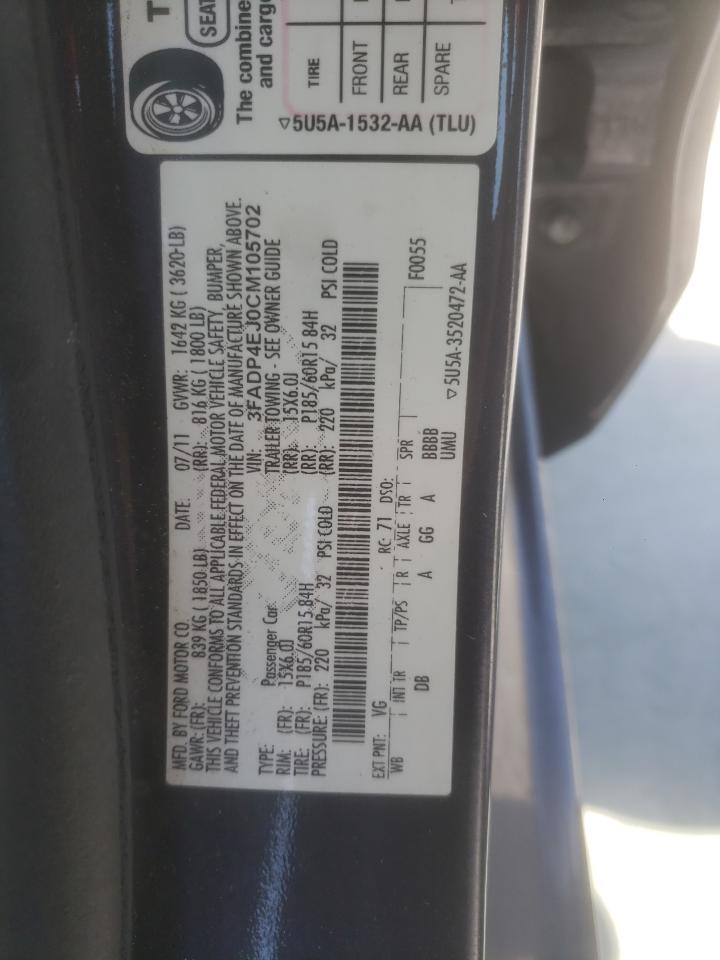 T
SEAT
The combine
and cargo
TIRE
FRONT
REAR
SPARE
▽5U5A-1532-AA (TLU)
MFD. BY FORD MOTOR CO. DATE: 07/11 GVWR: 1642 KG ( 3620-LB)
GAWR: (FR): 839 KG ( 1850-LB) (RR): 816 KG ( 1800 LB)
THIS VEHICLE CONFORMS TO ALL APPLICABLE FEDERAL MOTOR VEHICLE SAFETY, BUMPER,
AND THEFT PREVENTION STANDARDS IN EFFECT ON THE DATE OF MANUFACTURE SHOWN ABOVE.
VIN: 3FADP4EJ0CM105702
TYPE: Passenger Car TRAILER TOWING - SEE OWNER GUIDE
RIM: (FR): 15X6.0J (RR): 15X6.0J
TIRE: (FR): P185/60R15 84H (RR): P185/60R15 84H
PRESSURE: (FR): 220 kPa/ 32 PSI COLD (RR): 220 kPa/ 32 PSI COLD
EXT PNT: VG RC: 71 DSO: F0055
WB INT TR TP/PS R AXLE TR SPR
DB A GG A BBBB
UMU
▽5U5A-3520472-AA